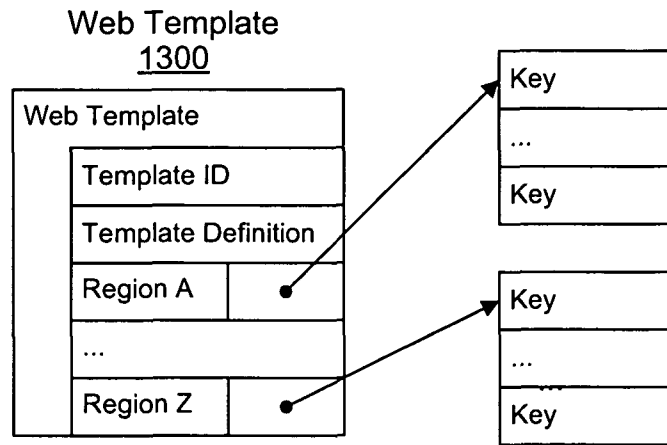 Web Template
1300
Web Template
Template ID
Template Definition
Region A
...
Region Z
Key
...
Key
Key
...
Key